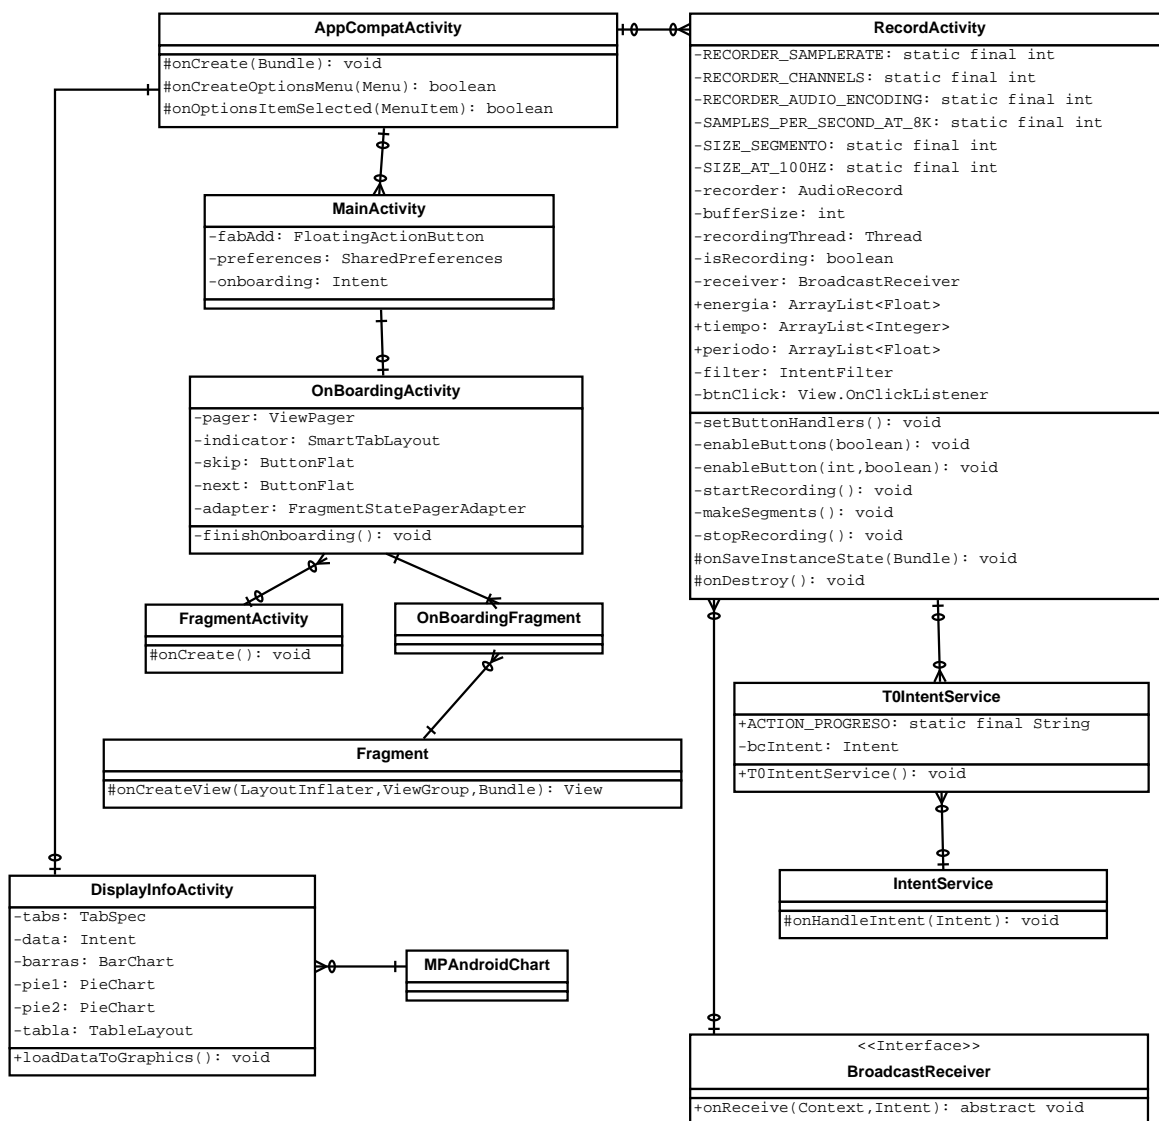 AppCompatActivity
#onCreate(Bundle): void
#onCreateOptionsMenu(Menu): boolean
#onOptionsItemSelected(MenuItem): boolean
RecordActivity
-RECORDER_SAMPLERATE: static final int
-RECORDER_CHANNELS: static final int
-RECORDER_AUDIO_ENCODING: static final int
-SAMPLES_PER_SECOND_AT_8K: static final int
-SIZE_SEGMENTO: static final int
-SIZE_AT_100HZ: static final int
-recorder: AudioRecord
-bufferSize: int
-recordingThread: Thread
-isRecording: boolean
-receiver: BroadcastReceiver
+energia: ArrayList<Float>
+tiempo: ArrayList<Integer>
+periodo: ArrayList<Float>
-filter: IntentFilter
-btnClick: View.OnClickListener
-setButtonHandlers(): void
-enableButtons(boolean): void
-enableButton(int,boolean): void
-startRecording(): void
-makeSegments(): void
-stopRecording(): void
#onSaveInstanceState(Bundle): void
#onDestroy(): void
MainActivity
-fabAdd: FloatingActionButton
-preferences: SharedPreferences
-onboarding: Intent
OnBoardingActivity
-pager: ViewPager
-indicator: SmartTabLayout
-skip: ButtonFlat
-next: ButtonFlat
-adapter: FragmentStatePagerAdapter
-finishOnboarding(): void
FragmentActivity
#onCreate(): void
OnBoardingFragment
Fragment
#onCreateView(LayoutInflater,ViewGroup,Bundle): View
T0IntentService
+ACTION_PROGRESO: static final String
-bcIntent: Intent
+T0IntentService(): void
IntentService
#onHandleIntent(Intent): void
DisplayInfoActivity
-tabs: TabSpec
-data: Intent
-barras: BarChart
-pie1: PieChart
-pie2: PieChart
-tabla: TableLayout
+loadDataToGraphics(): void
MPAndroidChart
<<Interface>>
BroadcastReceiver
+onReceive(Context,Intent): abstract void